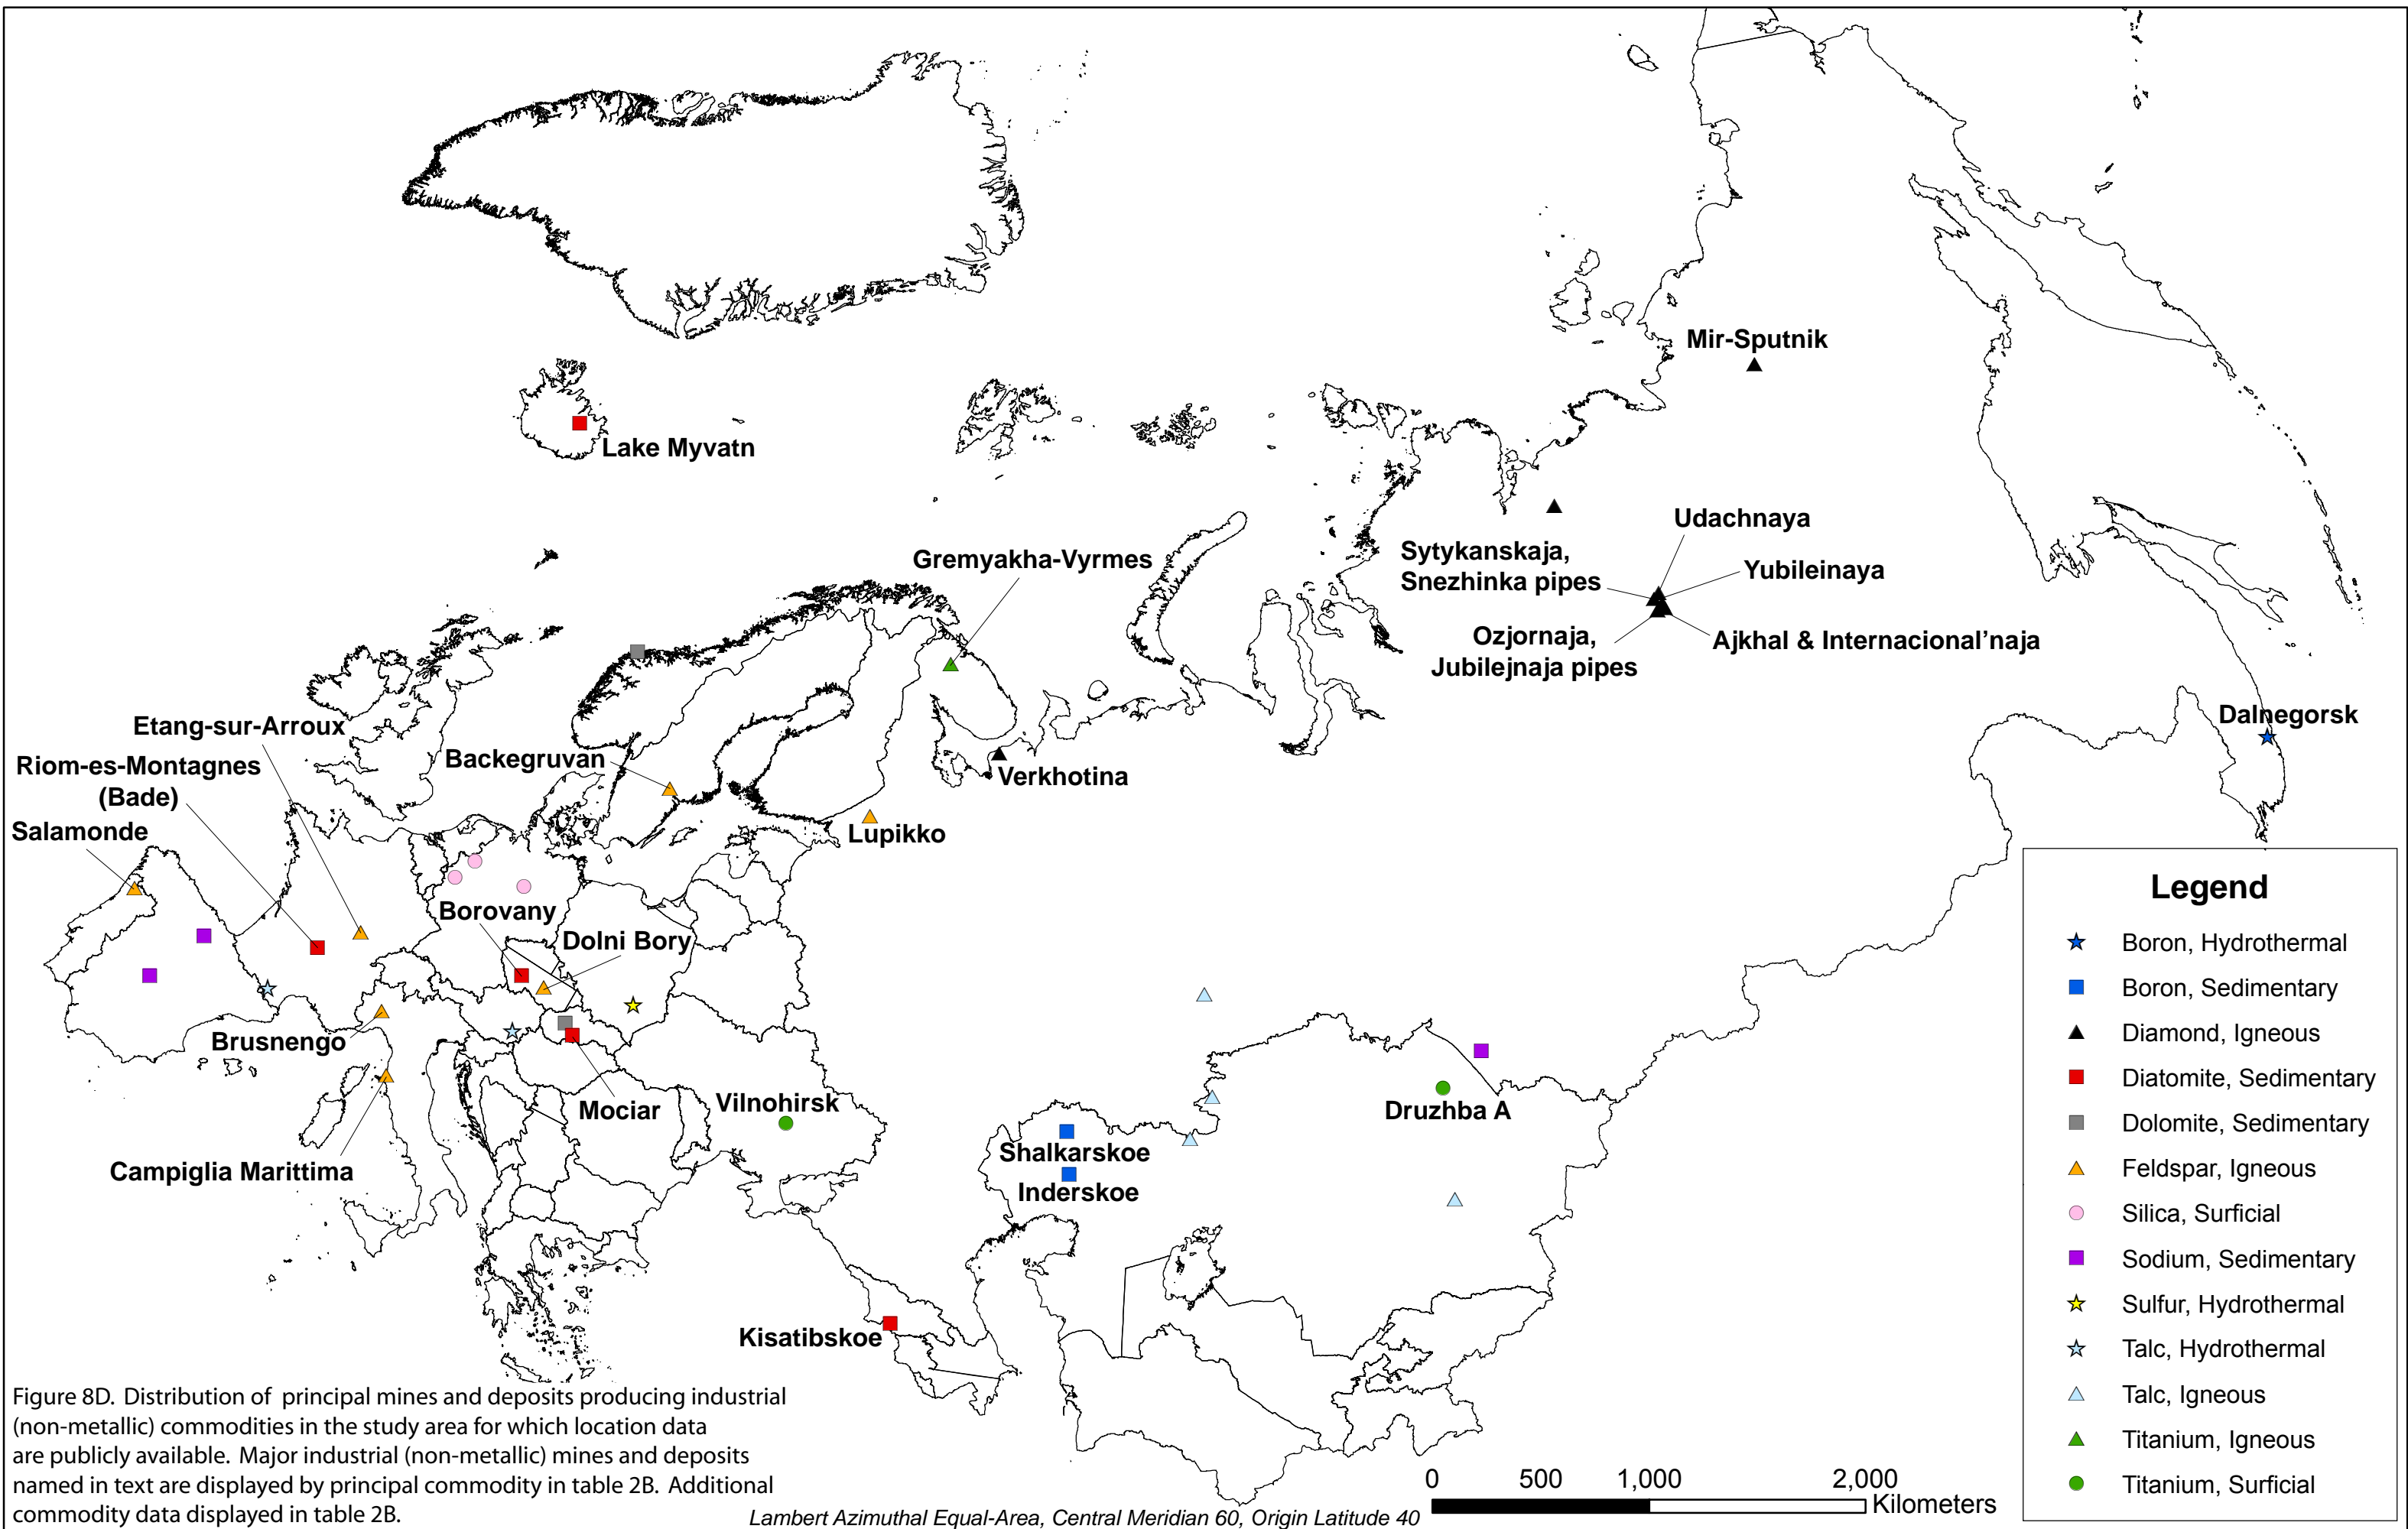 Mir-Sputnik
Lake Myvatn
Udachnaya
Gremyakha-Vyrmes
Sytykanskaja,
Snezhinka pipes
Yubileinaya
Ozjornaja,
Jubilejnaja pipes
Ajkhal & Internacional’naja
Dalnegorsk
Etang-sur-Arroux
Backegruvan
Riom-es-Montagnes
(Bade)
Verkhotina
Salamonde
Lupikko
Borovany
Dolni Bory
Brusnengo
Mociar
Vilnohirsk
Druzhba A
Shalkarskoe
Campiglia Marittima
Inderskoe
Kisatibskoe
Legend
Boron, Hydrothermal
Boron, Sedimentary
Diamond, Igneous
Diatomite, Sedimentary
Dolomite, Sedimentary
Feldspar, Igneous
Silica, Surficial
Sodium, Sedimentary
Sulfur, Hydrothermal
Talc, Hydrothermal
Talc, Igneous
Titanium, Igneous
Titanium, Surficial
Figure 8D. Distribution of principal mines and deposits producing industrial
(non-metallic) commodities in the study area for which location data
are publicly available. Major industrial (non-metallic) mines and deposits
named in text are displayed by principal commodity in table 2B. Additional
commodity data displayed in table 2B.
Lambert Azimuthal Equal-Area, Central Meridian 60, Origin Latitude 40
0 500 1,000 2,000
Kilometers